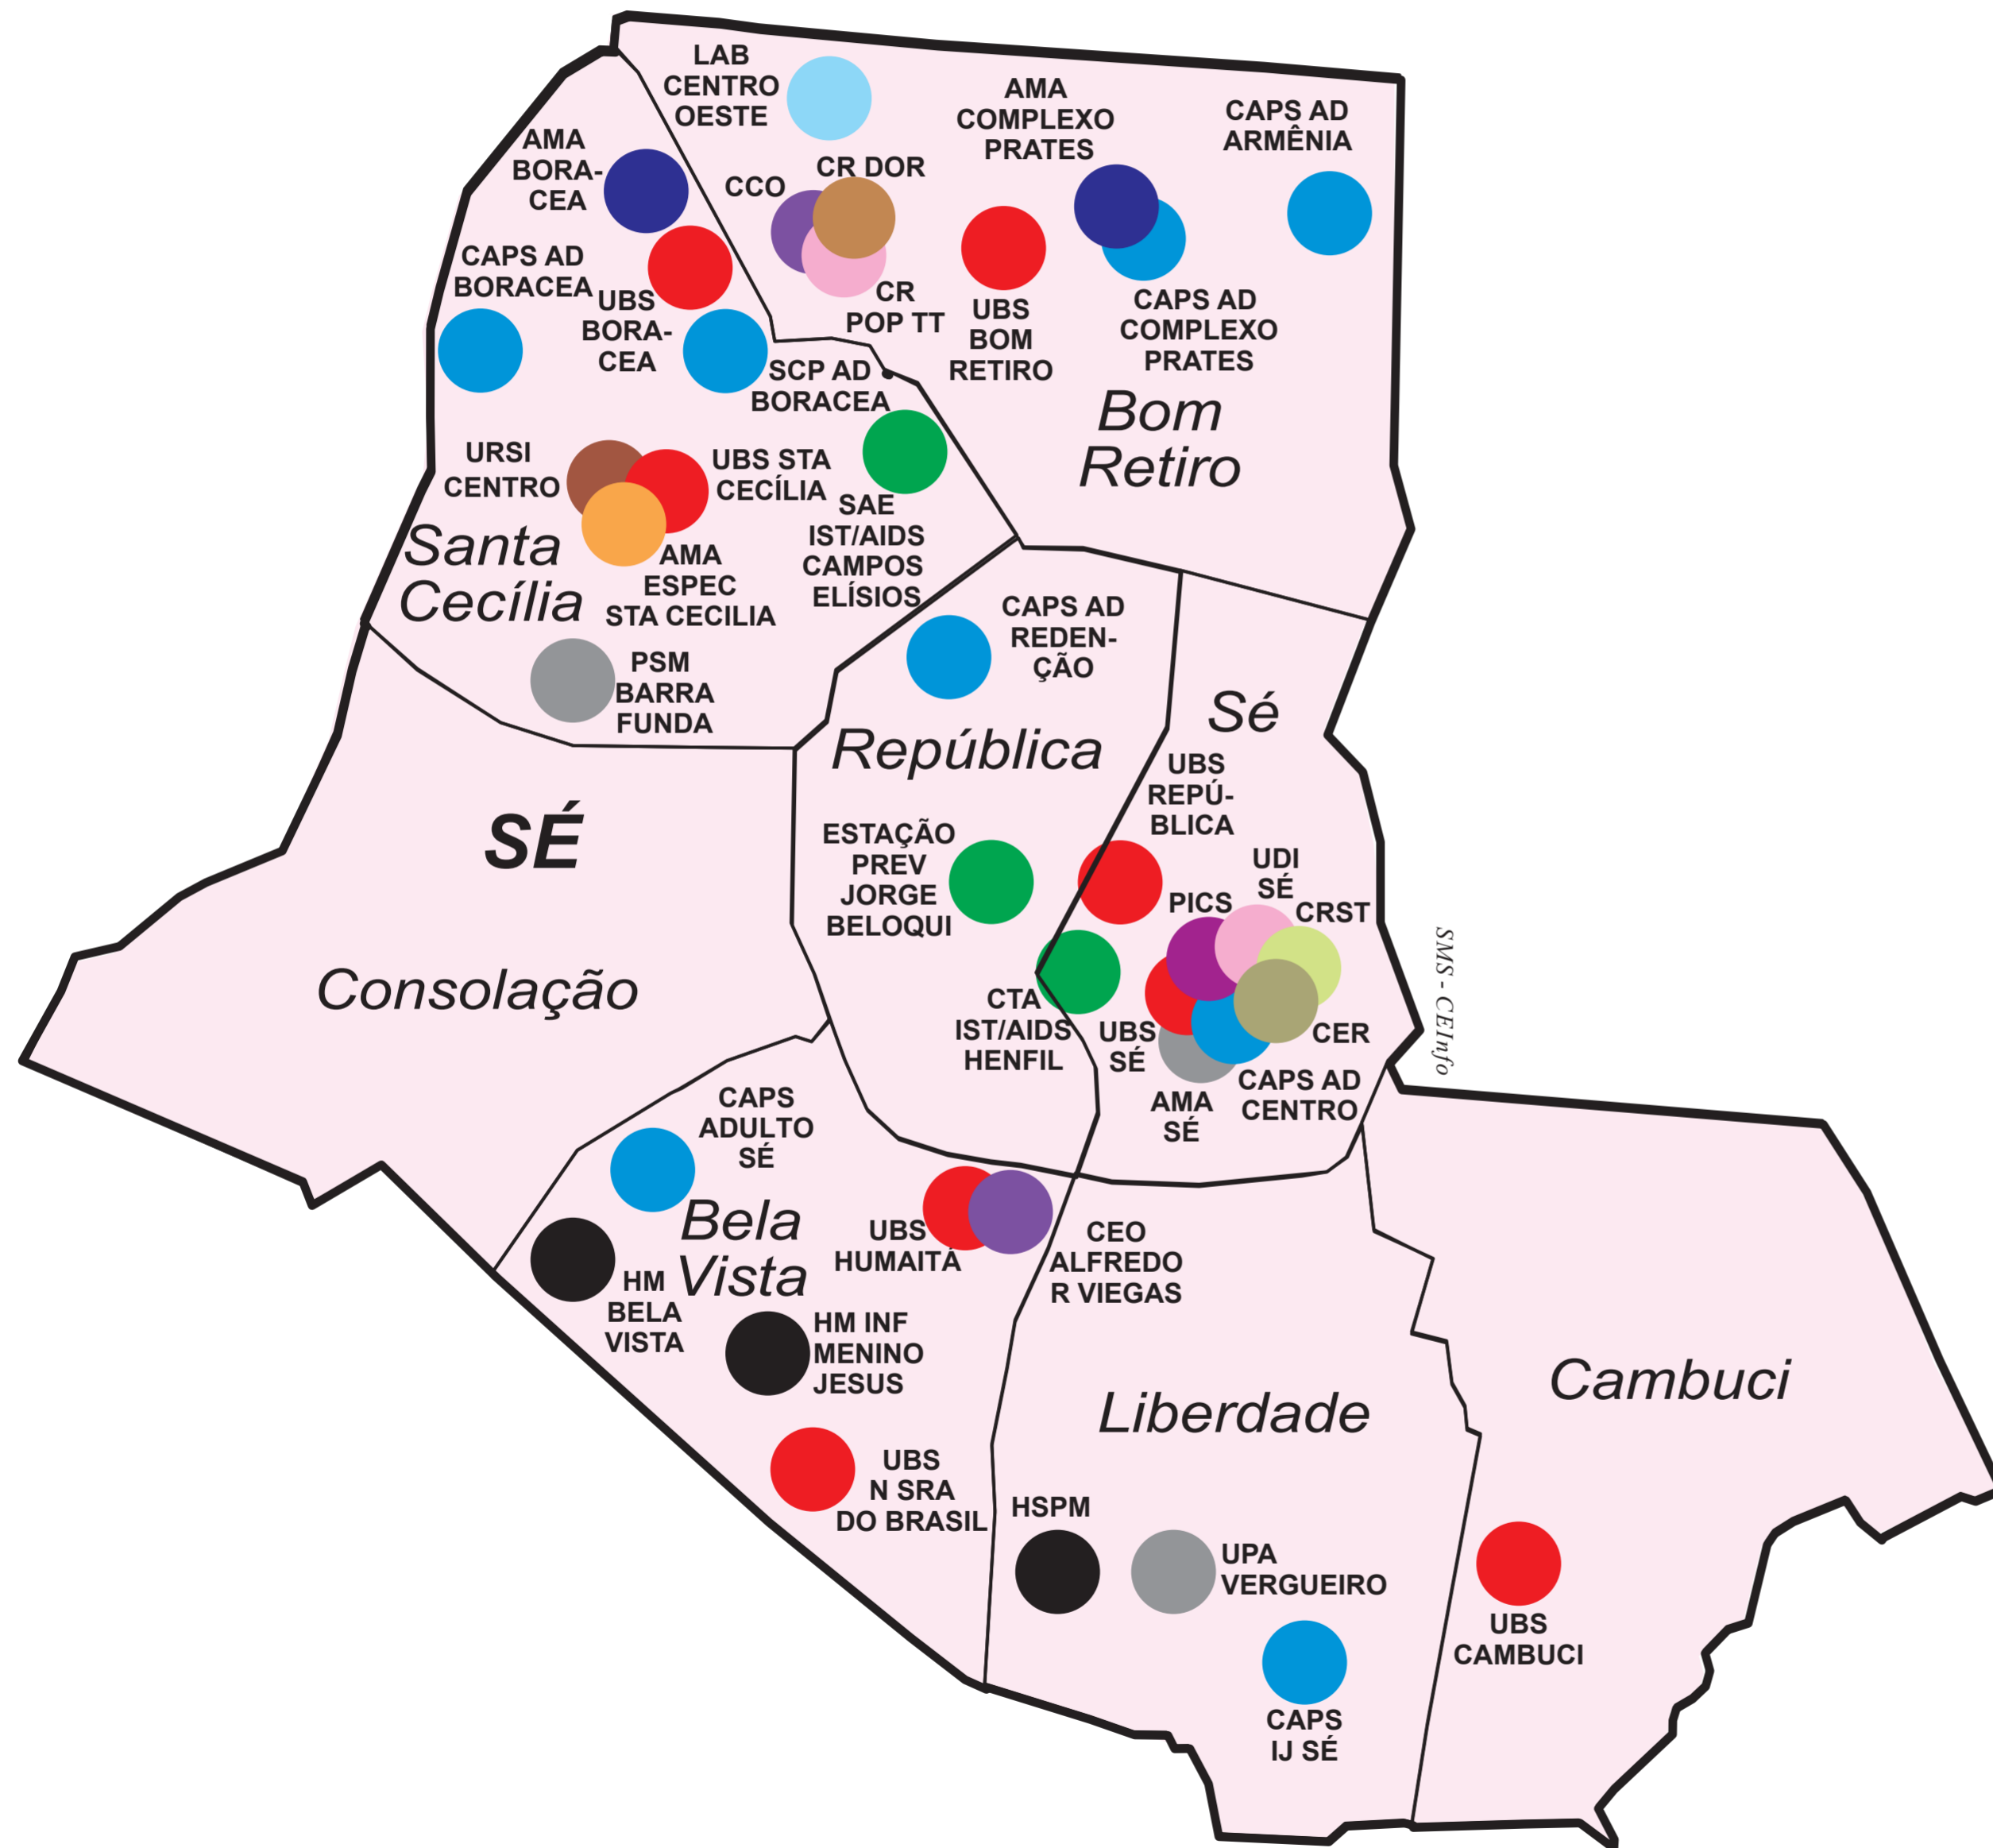 LAB
CENTRO
OESTE
AMA
COMPLEXO
PRATES
CAPS AD
ARMÊNIA
AMA
BORA-
CEA
CCO
CR DOR
CAPS AD
BORACEA
UBS
BORA-
CEA
CR
POP TT
UBS
BOM
RETIRO
CAPS AD
COMPLEXO
PRATES
SCP AD
BORACEA
Bom
Retiro
URSI
CENTRO
UBS STA
CECÍLIA
SAE
IST/AIDS
CAMPOS
ELÍSIOS
Santa
Cecília
AMA
ESPEC
STA CECILIA
CAPS AD
REDEN-
ÇÃO
PSM
BARRA
FUNDA
Sé
República
UBS
REPÚ-
BLICA
SÉ
ESTAÇÃO
PREV
JORGE
BELOQUI
UDI
SÉ
PICS
CRST
SMS - CEInfo
Consolação
CTA
IST/AIDS
HENFIL
UBS
SÉ
CER
AMA
SÉ
CAPS AD
CENTRO
CAPS
ADULTO
SÉ
Bela
Vista
UBS
HUMAITÁ
CEO
ALFREDO
R VIEGAS
HM
BELA
VISTA
HM INF
MENINO
JESUS
Cambuci
Liberdade
UBS
N SRA
DO BRASIL
HSPM
UPA
VERGUEIRO
UBS
CAMBUCI
CAPS
IJ SÉ